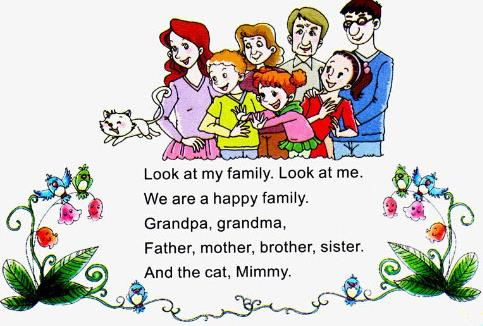 Look at my family. Look at me.
We are a happy family.
Grandpa, grandma,
Father, mother, brother, sister.
And the cat, Mimmy.